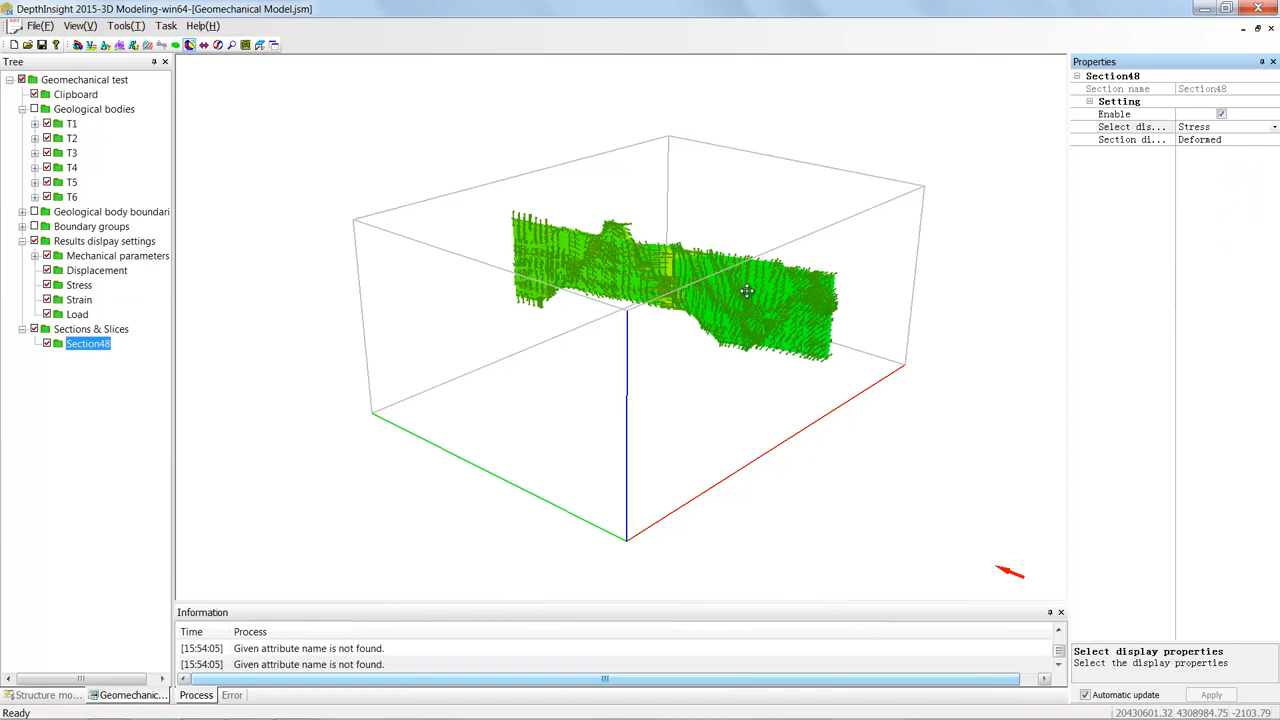 DepthInsight 2015-3D Modeling-win64-[Geomechanical Model.jsm]
File(F) View(V) Tools(T) Task Help(H)
Tree
Geomechanical test
Clipboard
Geological bodies
T1
T2
T3
T4
T5
T6
Geological body boundari
Boundary groups
Results dislpay settings
Mechanical parameters
Displacement
Stress
Strain
Load
Sections & Slices
Section48
Structure mo... Geomechanic...
Information
Time Process
[15:54:05] Given attribute name is not found.
[15:54:05] Given attribute name is not found.
Process Error
Properties
Section48
Section name Section48
Setting
Enable
Select dis... Stress
Section di... Deformed
Select display properties
Select the display properties
Automatic update Apply
Ready 20430601.32 4308984.75 -2103.79